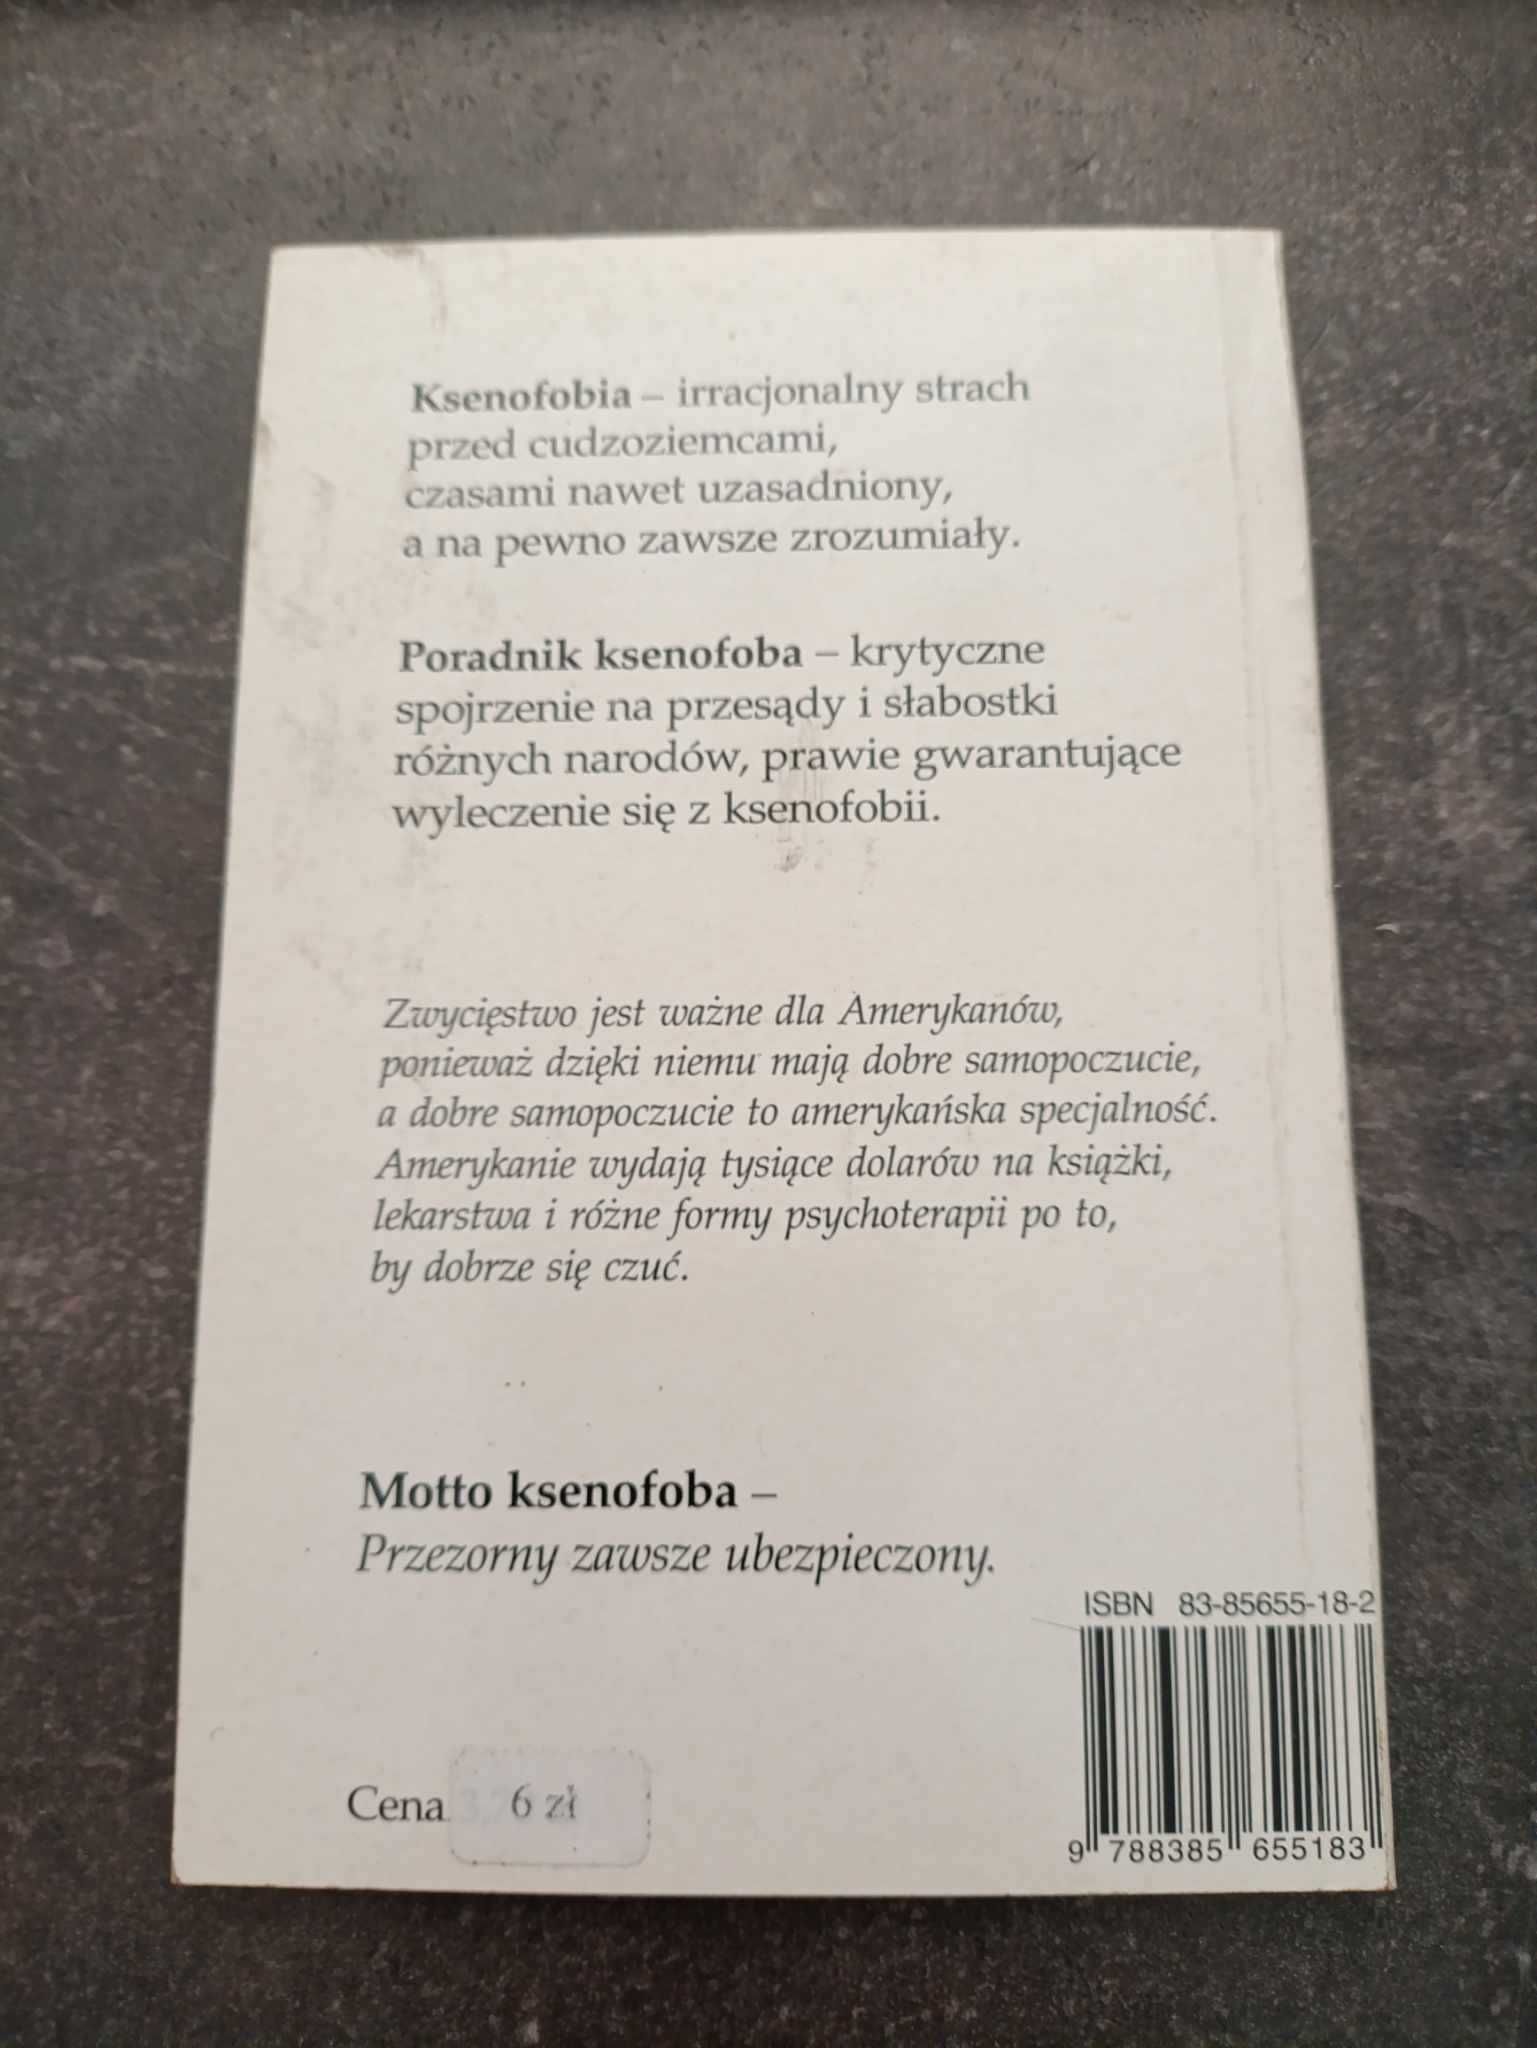 Ksenofobia – irracjonalny strach
przed cudzoziemcami,
czasami nawet uzasadniony,
a na pewno zawsze zrozumiały.
Poradnik ksenofoba – krytyczne
spojrzenie na przesądy i słabostki
różnych narodów, prawie gwarantujące
wyleczenie się z ksenofobii.
Zwycięstwo jest ważne dla Amerykanów,
ponieważ dzięki niemu mają dobre samopoczucie,
a dobre samopoczucie to amerykańska specjalność.
Amerykanie wydają tysiące dolarów na książki,
lekarstwa i różne formy psychoterapii po to,
by dobrze się czuć.
Motto ksenofoba –
Przezorny zawsze ubezpieczony.
ISBN 83-85655-18-2
9 788385 655183
Cena 6 zł